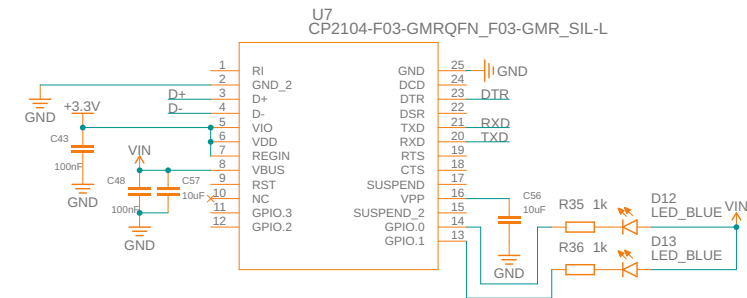 U7
CP2104-F03-GMRQFN_F03-GMR_SIL-L
1 RI GND 25 GND
2 GND_2 DCD 24
GND
D+ 3 D+ DTR 23 DTR
D- 4 D- DSR 22
+3.3V
5 VIO TXD 21 RXD
6 VDD RXD 20 TXD
7 REGIN RTS 19
C43
100nF
GND
VIN
8 VBUS CTS 18
9 RST SUSPEND 17
10 NC VPP 16
11 GPIO.3 SUSPEND_2 15
12 GPIO.2 GPIO.0 14
GPIO.1 13
C48
100nF
C57
10uF
GND
C56
10uF
GND
R35 1k
D12
LED_BLUE
VIN
R36 1k
D13
LED_BLUE